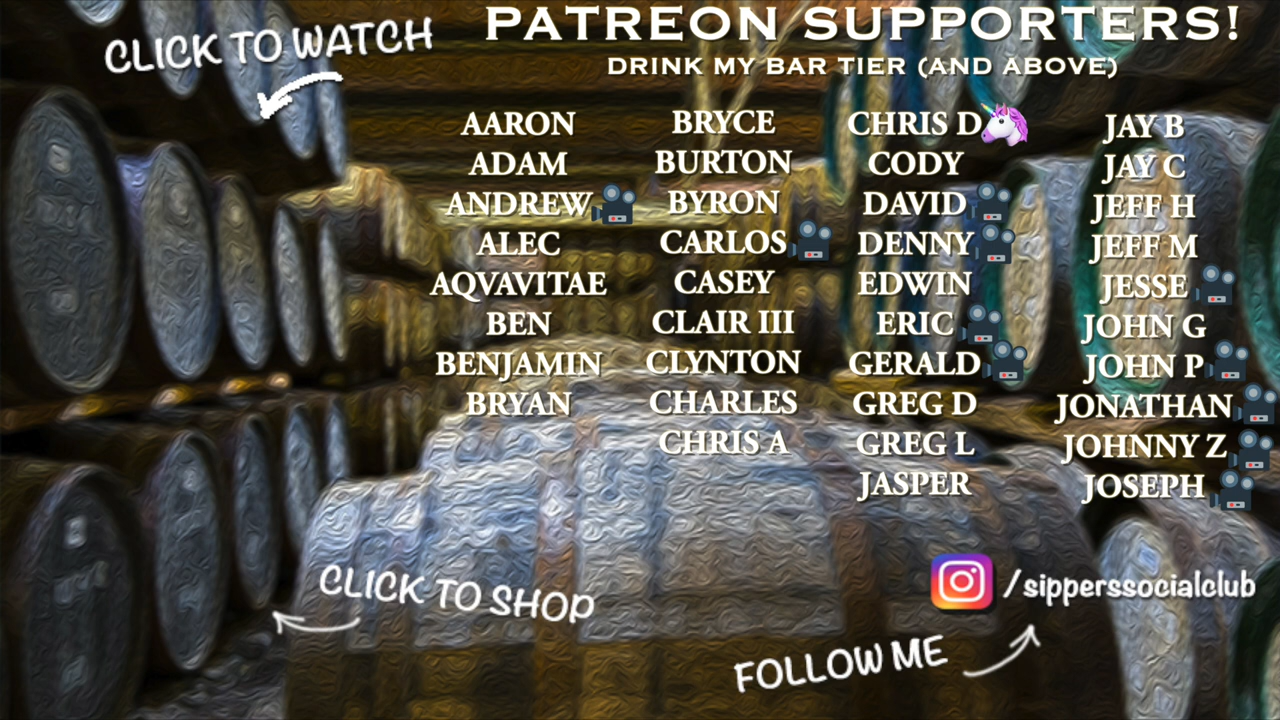 CLICK TO WATCH
PATREON SUPPORTERS!
DRINK MY BAR TIER (AND ABOVE)
AARON
ADAM
ANDREW
ALEC
AQVAVITAE
BEN
BENJAMIN
BRYAN
BRYCE
BURTON
BYRON
CARLOS
CASEY
CLAIR III
CLYNTON
CHARLES
CHRIS A
CHRIS D
CODY
DAVID
DENNY
EDWIN
ERIC
GERALD
GREG D
GREG L
JASPER
JAY B
JAY C
JEFF H
JEFF M
JESSE
JOHN G
JOHN P
JONATHAN
JOHNNY Z
JOSEPH
CLICK TO SHOP
/sipperssocialclub
FOLLOW ME